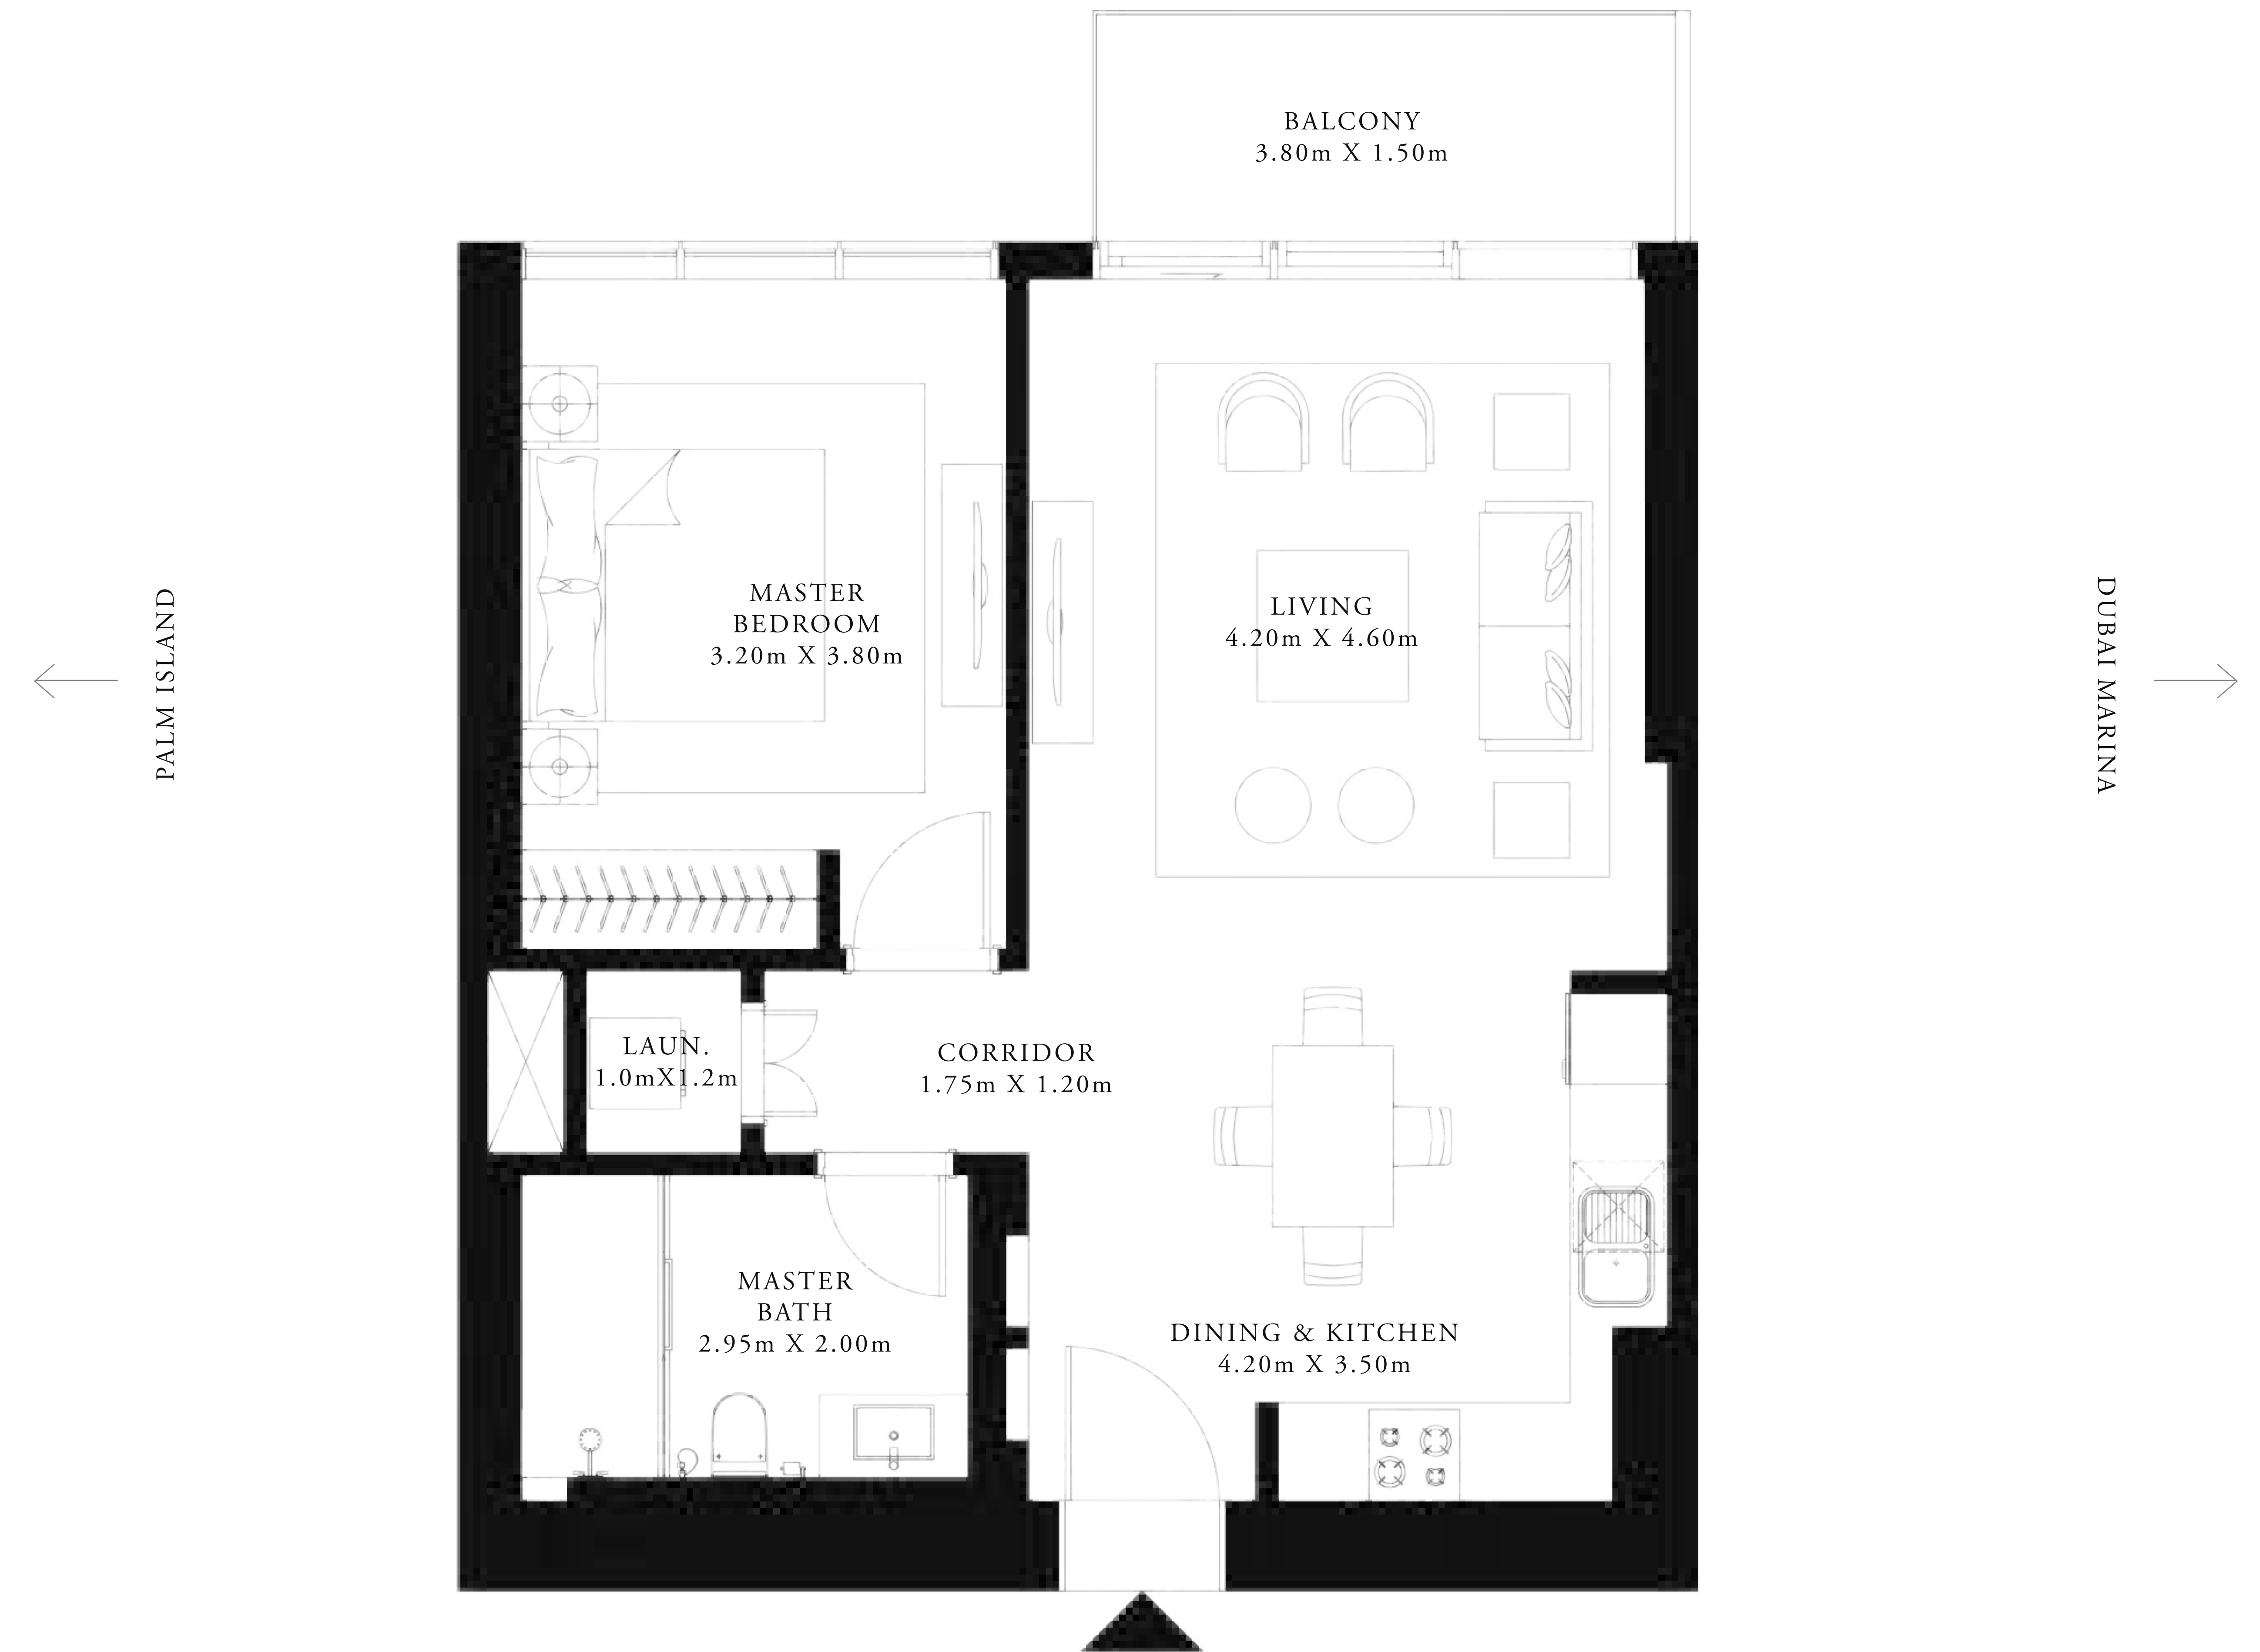 BALCONY
3.80m X 1.50m
MASTER
BEDROOM
3.20m X 3.80m
LIVING
4.20m X 4.60m
PALM ISLAND
DUBAI MARINA
LAUN.
1.0mX1.2m
CORRIDOR
1.75m X 1.20m
MASTER
BATH
2.95m X 2.00m
DINING & KITCHEN
4.20m X 3.50m